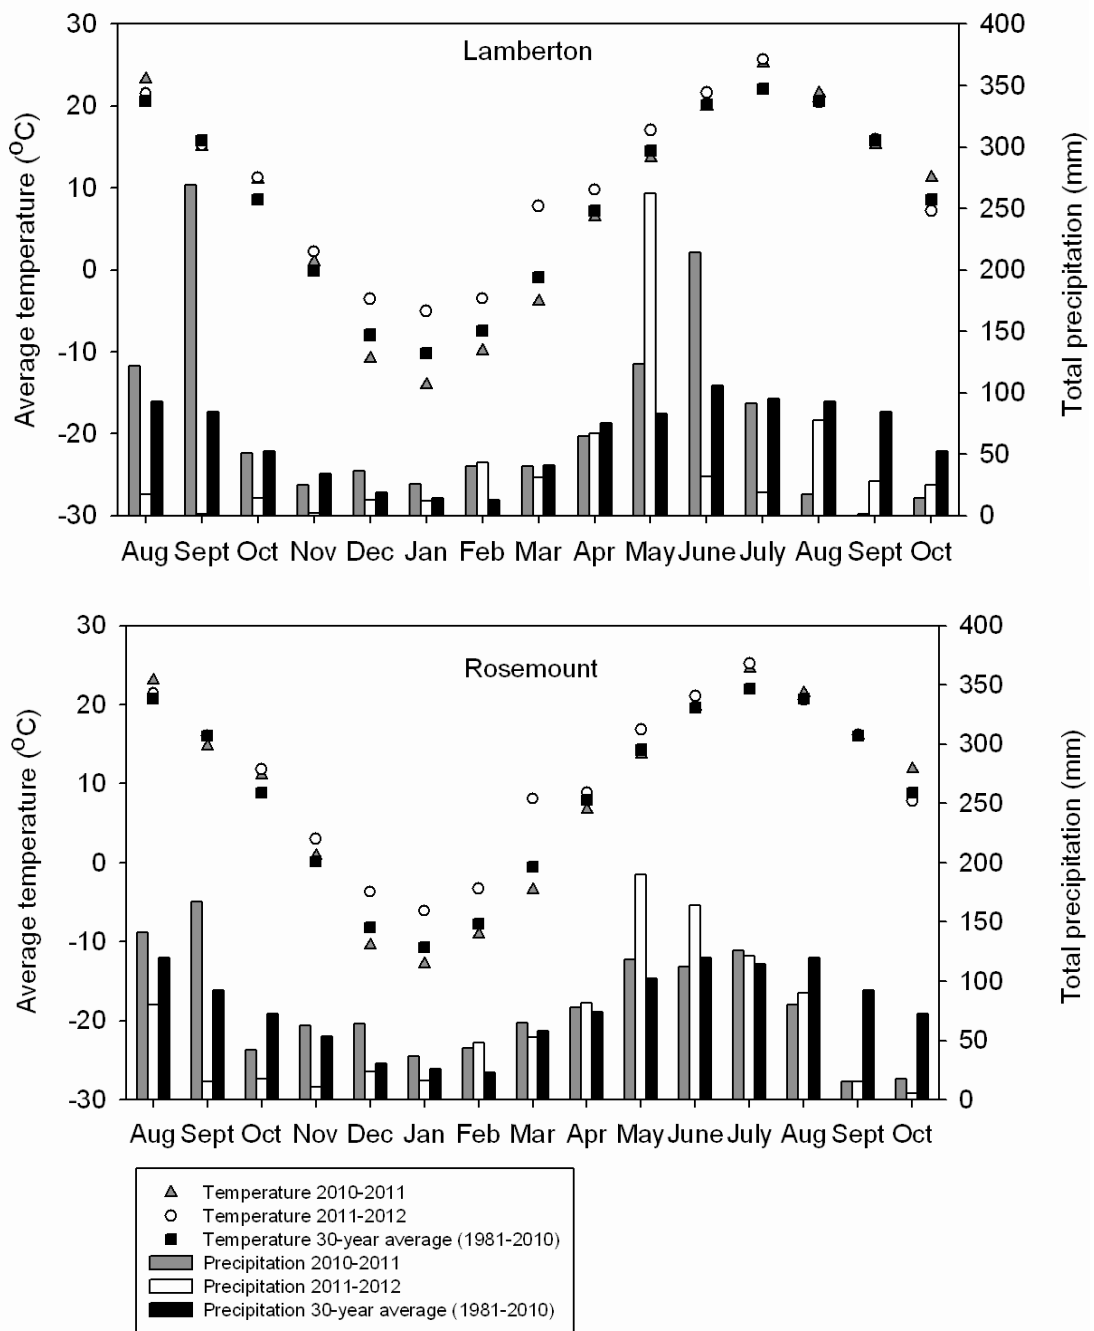 Lamberton
Average temperature (°C)
Total precipitation (mm)
30
20
10
0
-10
-20
-30
400
350
300
250
200
150
100
50
0
Aug Sept Oct Nov Dec Jan Feb Mar Apr May June July Aug Sept Oct
Rosemount
Average temperature (°C)
Total precipitation (mm)
30
20
10
0
-10
-20
-30
400
350
300
250
200
150
100
50
0
Aug Sept Oct Nov Dec Jan Feb Mar Apr May June July Aug Sept Oct
Temperature 2010-2011
Temperature 2011-2012
Temperature 30-year average (1981-2010)
Precipitation 2010-2011
Precipitation 2011-2012
Precipitation 30-year average (1981-2010)